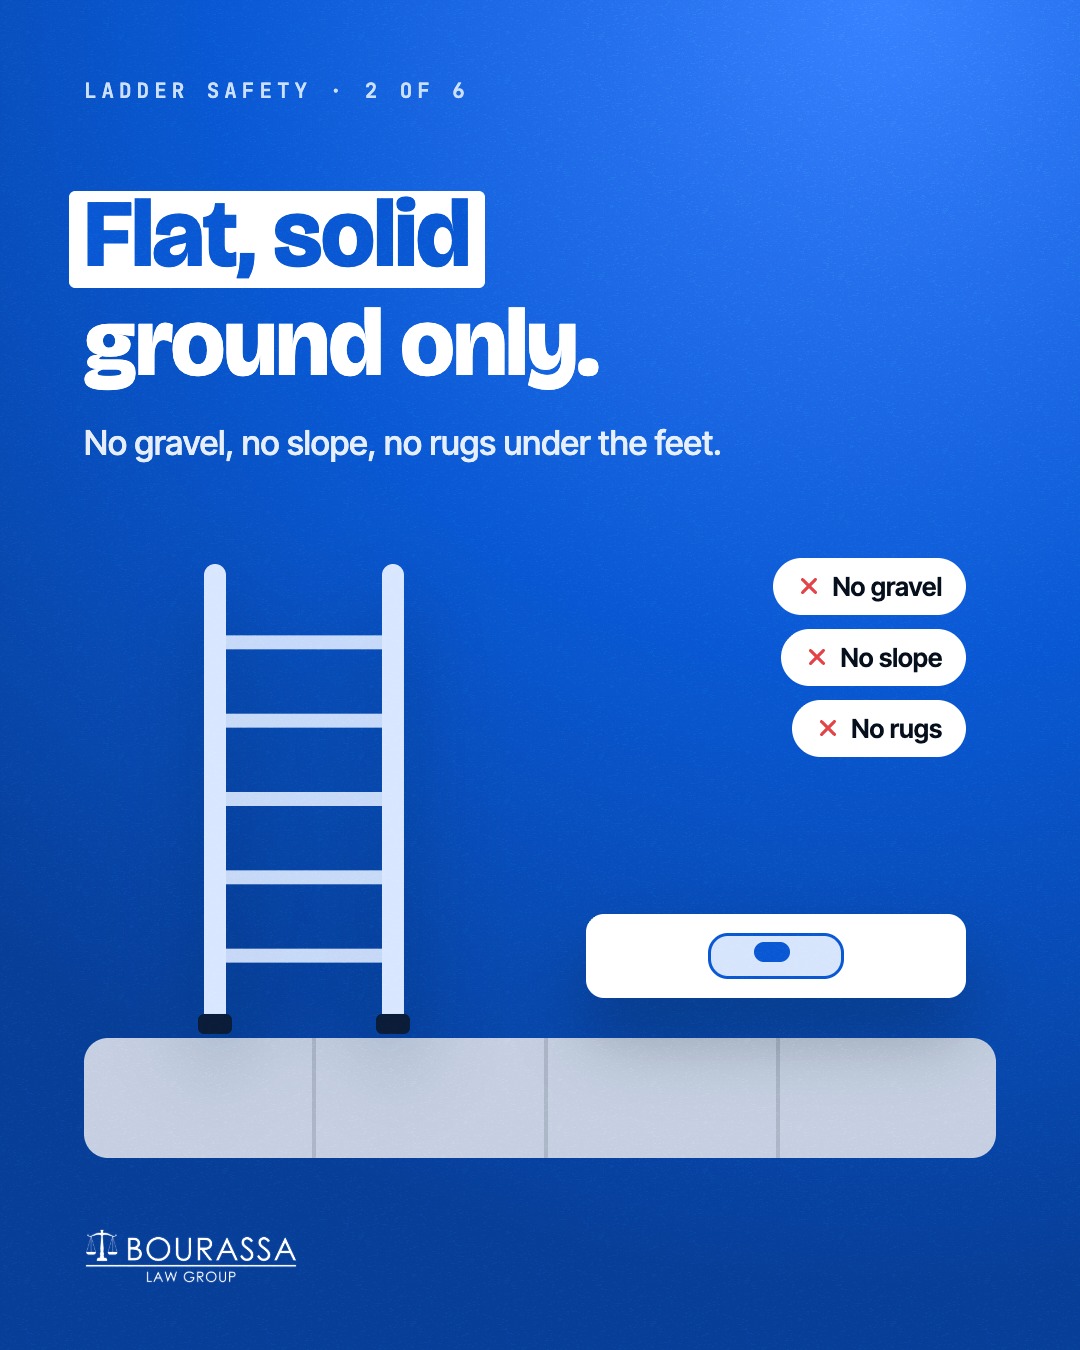 LADDER SAFETY · 2 OF 6
Flat, solid
ground only.
No gravel, no slope, no rugs under the feet.
No gravel
No slope
No rugs
BOURASSA
LAW GROUP